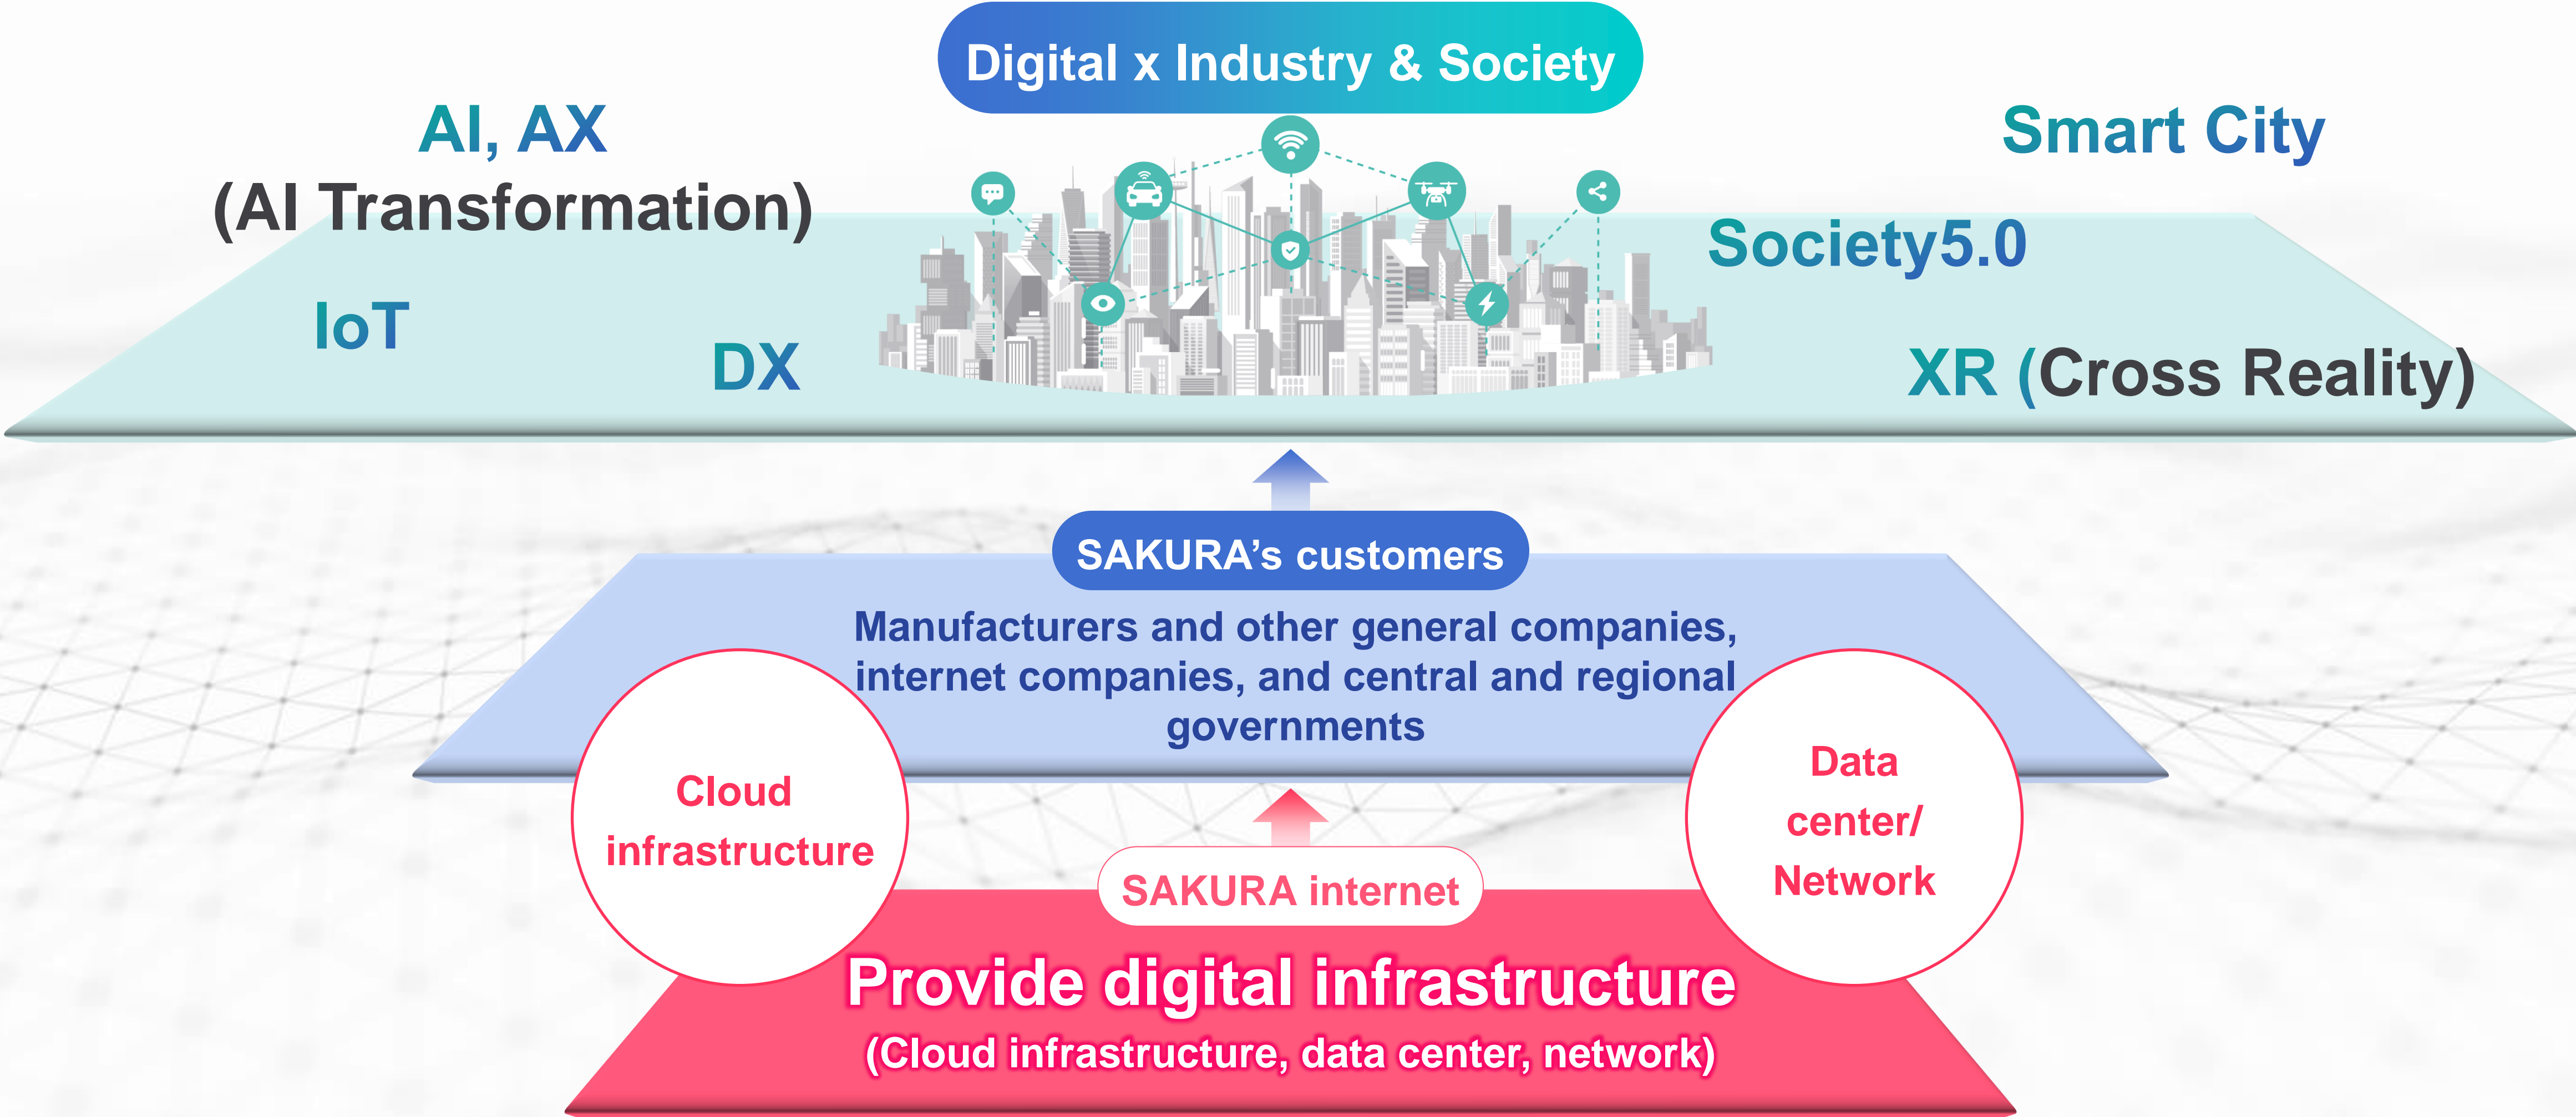 Digital x Industry & Society
AI, AX
(AI Transformation)
IoT
DX
Smart City
Society5.0
XR (Cross Reality)
SAKURA’s customers
Manufacturers and other general companies,
internet companies, and central and regional
governments
Cloud
infrastructure
Data
center/
Network
SAKURA internet
Provide digital infrastructure
(Cloud infrastructure, data center, network)